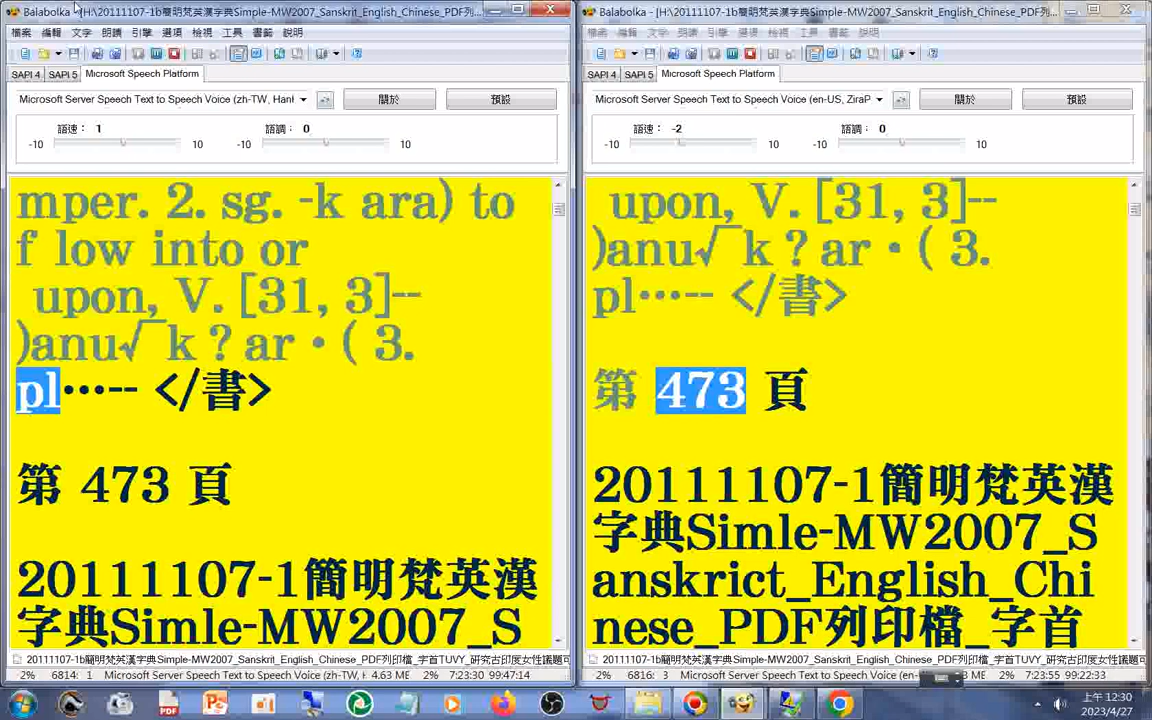 Balabolka - [H:\20111107-1b簡明梵英漢字典Simple-MW2007_Sanskrit_English_Chinese_PDF列...
檔案 編輯 文字 朗讀 引擎 選項 檢視 工具 書籤 說明
SAPI 4 SAPI 5 Microsoft Speech Platform
Microsoft Server Speech Text to Speech Voice (zh-TW, Hanl
關於 預設
語速： 1 語調： 0
-10 10 -10 10
mper. 2. sg. -k ara) to
f low into or
upon, V. [31, 3]--
)anu√¯k ? ar • ( 3.
pl…-- </書>
第 473 頁
20111107-1簡明梵英漢
字典Simle-MW2007_S
20111107-1b簡明梵英漢字典Simple-MW2007_Sanskrit_English_Chinese_PDF列印檔_字首TUVY_研究古印度女性議題可
2% 6814: 1 Microsoft Server Speech Text to Speech Voice (zh-TW, H 4.63 ME 2% 7:23:30 99:47:14
Balabolka - [H:\20111107-1b簡明梵英漢字典Simple-MW2007_Sanskrit_English_Chinese_PDF列...
檔案 編輯 文字 朗讀 引擎 選項 檢視 工具 書籤 說明
SAPI 4 SAPI 5 Microsoft Speech Platform
Microsoft Server Speech Text to Speech Voice (en-US, ZiraP
關於 預設
語速： -2 語調： 0
-10 10 -10 10
upon, V. [31, 3]--
)anu√¯k ? ar • ( 3.
pl…-- </書>
第 473 頁
20111107-1簡明梵英漢
字典Simle-MW2007_S
anskrict_English_Chi
nese_PDF列印檔_字首
20111107-1b簡明梵英漢字典Simple-MW2007_Sanskrit_English_Chinese_PDF列印檔_字首TUVY_研究古印度女性議題可
2% 6816: 3 Microsoft Server Speech Text to Speech Voice (en-US 4.63 ME 2% 7:23:55 99:22:33
上午 12:30
2023/4/27